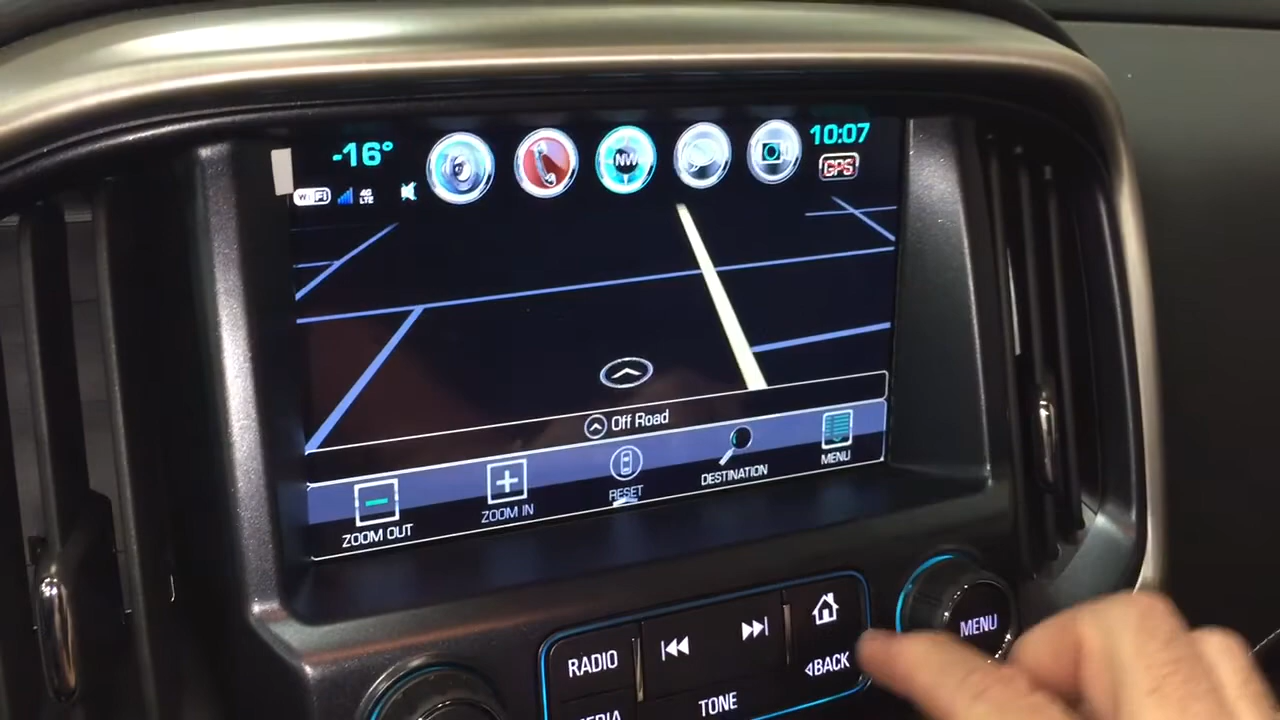 -16°
NW
10:07
WiFi
4G
LTE
GPS
Off Road
ZOOM OUT
ZOOM IN
RESET
DESTINATION
MENU
RADIO
BACK
MENU
TONE